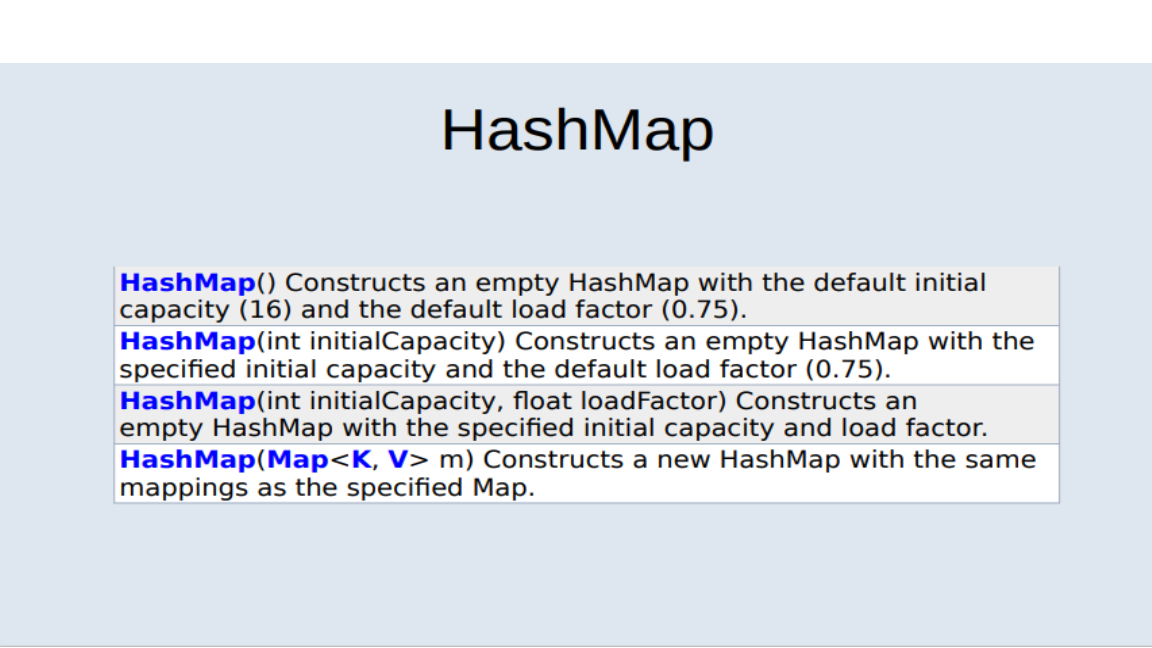 HashMap
HashMap() Constructs an empty HashMap with the default initial
capacity (16) and the default load factor (0.75).
HashMap(int initialCapacity) Constructs an empty HashMap with the
specified initial capacity and the default load factor (0.75).
HashMap(int initialCapacity, float loadFactor) Constructs an
empty HashMap with the specified initial capacity and load factor.
HashMap(Map<K, V> m) Constructs a new HashMap with the same
mappings as the specified Map.